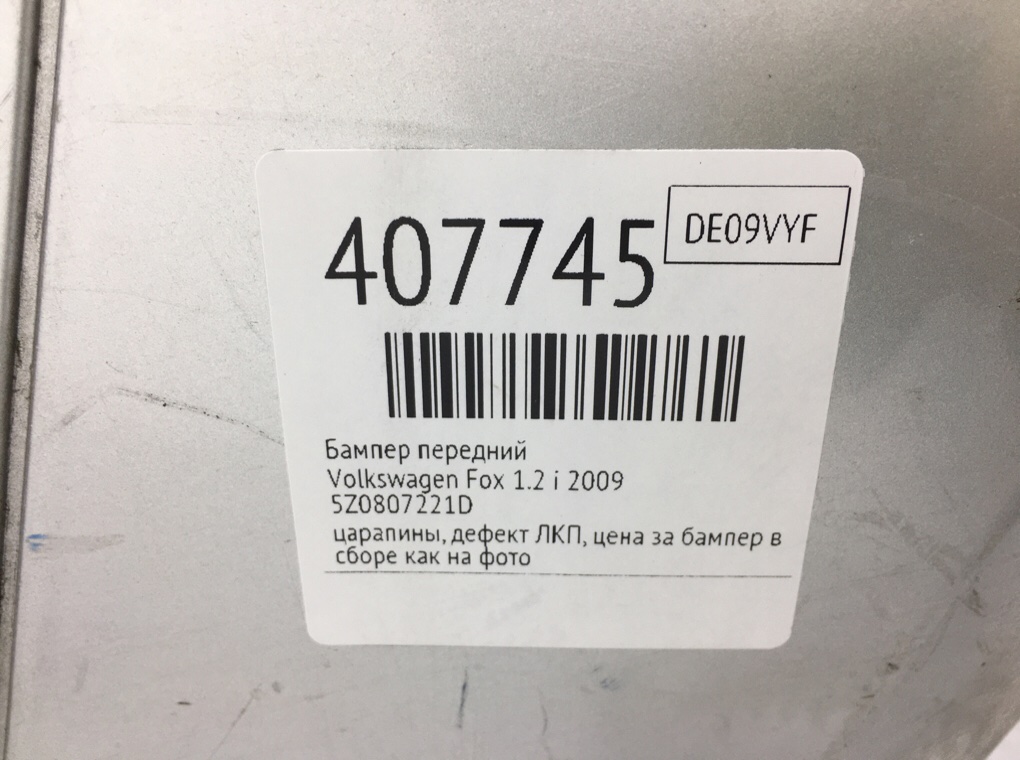 407745
DE09VYF
Бампер передний
Volkswagen Fox 1.2 i 2009
5Z0807221D
царапины, дефект ЛКП, цена за бампер в
сборе как на фото